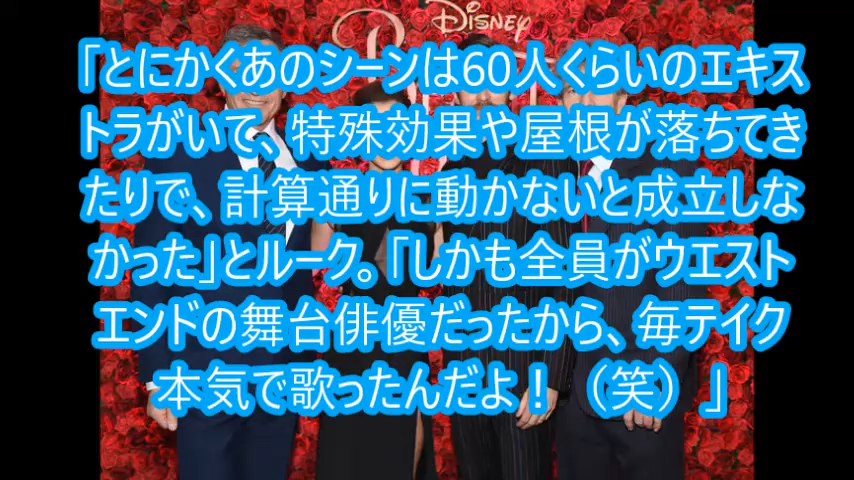 DISNEY
「とにかくあのシーンは60人くらいのエキス
トラがいて、特殊効果や屋根が落ちてき
たりで、計算通りに動かないと成立しな
かった」とルーク。「しかも全員がウエスト
エンドの舞台俳優だったから、毎テイク
本気で歌ったんだよ！（笑）」